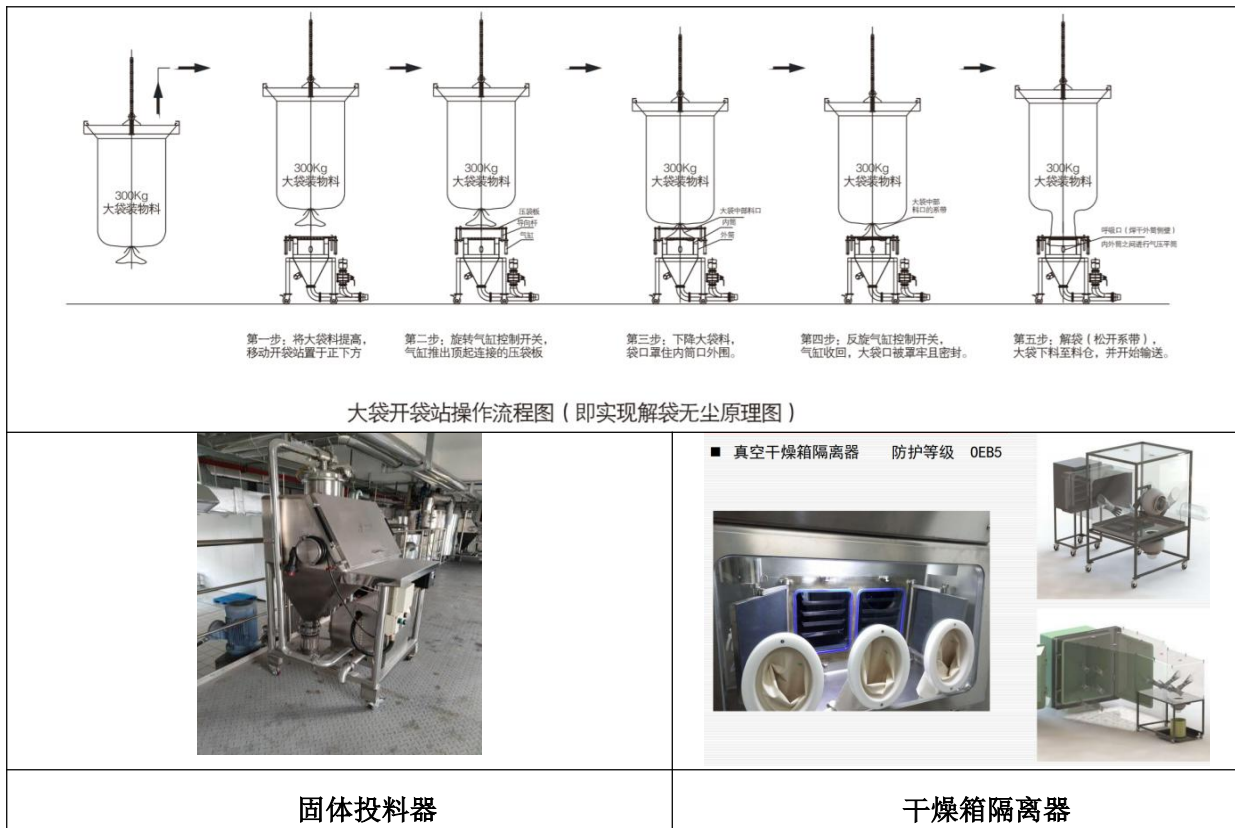 300Kg
大袋装物料
300Kg
大袋装物料
300Kg
大袋装物料
压袋板
导向杆
气缸
300Kg
大袋装物料
大袋中部料口
内筒
外筒
300Kg
大袋装物料
大袋中部
料口的系带
300Kg
大袋装物料
呼吸口（焊于外筒侧壁）
内外筒之间进行气压平衡
第一步：将大袋料提高，
移动开袋站置于正下方
第二步：旋转气缸控制开关，
气缸推出顶起连接的压袋板
第三步：下降大袋料，
袋口罩住内筒口外围。
第四步：反旋气缸控制开关，
气缸收回，大袋口被罩牢且密封。
第五步：解袋（松开系带），
大袋下料至料仓，并开始输送。
大袋开袋站操作流程图（即实现解袋无尘原理图）
■ 真空干燥箱隔离器 防护等级 OEB5
固体投料器
干燥箱隔离器